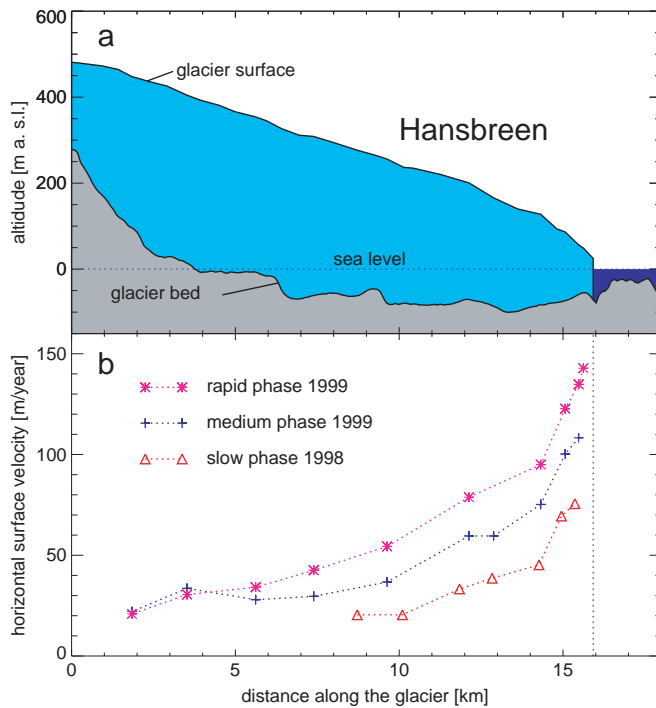 600
a
glacier surface
400
Hansbreen
200
altidude [m a. s.l.]
sea level
0
glacier bed
150
b
rapid phase 1999
medium phase 1999
100
slow phase 1998
50
horizontal surface velocity [m/year]
0
0 5 10 15
distance along the glacier [km]